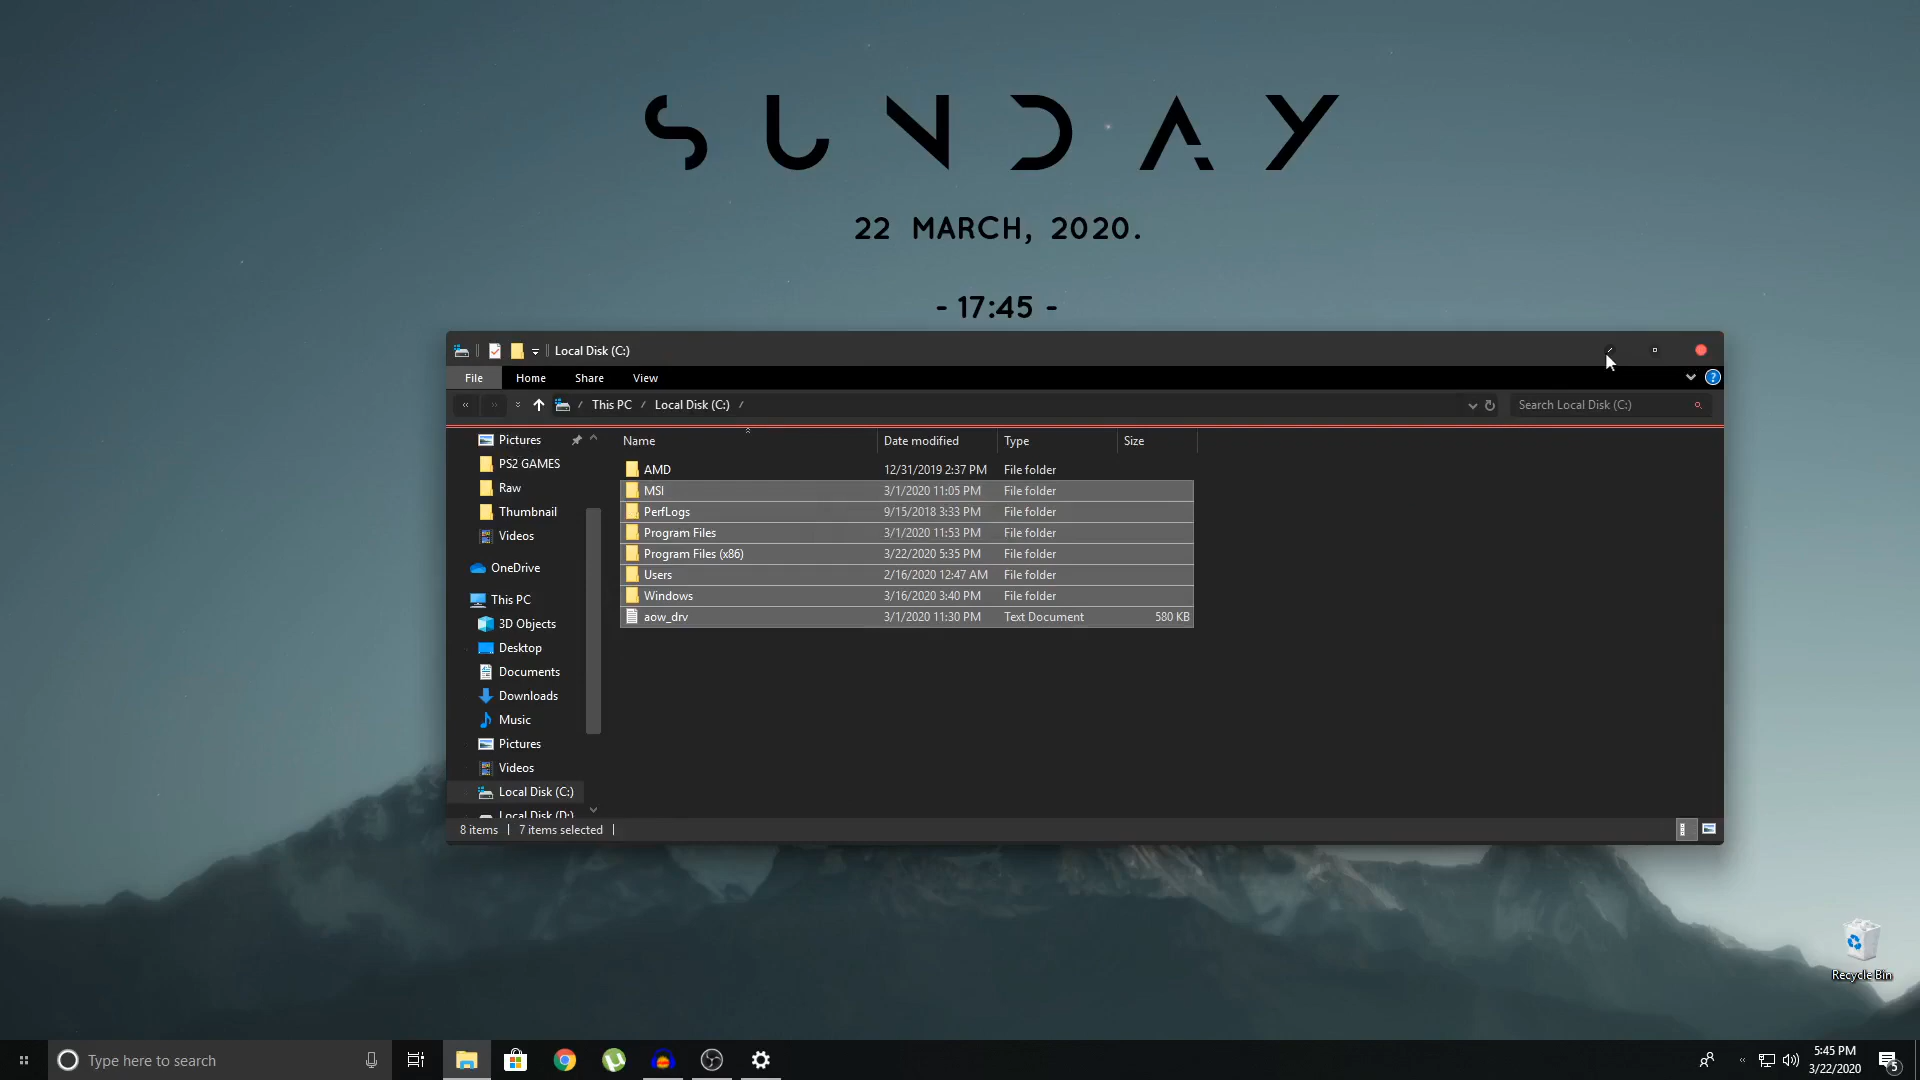 SUNDAY
22 MARCH, 2020.
- 17:45 -
Local Disk (C:)
File Home Share View
This PC / Local Disk (C:) /
Search Local Disk (C:)
Name Date modified Type Size
Pictures
PS2 GAMES
Raw
Thumbnail
Videos
OneDrive
This PC
3D Objects
Desktop
Documents
Downloads
Music
Pictures
Videos
Local Disk (C:)
Local Disk (D:)
AMD 12/31/2019 2:37 PM File folder
MSI 3/1/2020 11:05 PM File folder
PerfLogs 9/15/2018 3:33 PM File folder
Program Files 3/1/2020 11:53 PM File folder
Program Files (x86) 3/22/2020 5:35 PM File folder
Users 2/16/2020 12:47 AM File folder
Windows 3/16/2020 3:40 PM File folder
aow_drv 3/1/2020 11:30 PM Text Document 580 KB
8 items 7 items selected
Recycle Bin
Type here to search
5:45 PM
3/22/2020
5